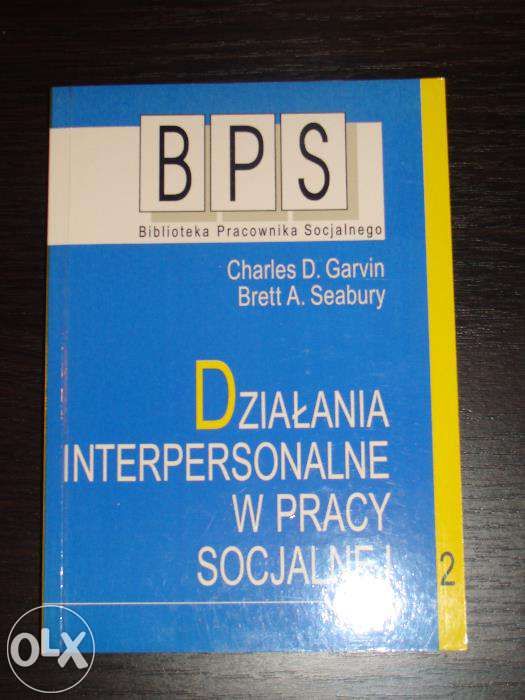 BPS
Biblioteka Pracownika Socjalnego
Charles D. Garvin
Brett A. Seabury
DZIAŁANIA
INTERPERSONALNE
W PRACY
SOCJALNEJ
2
OLX